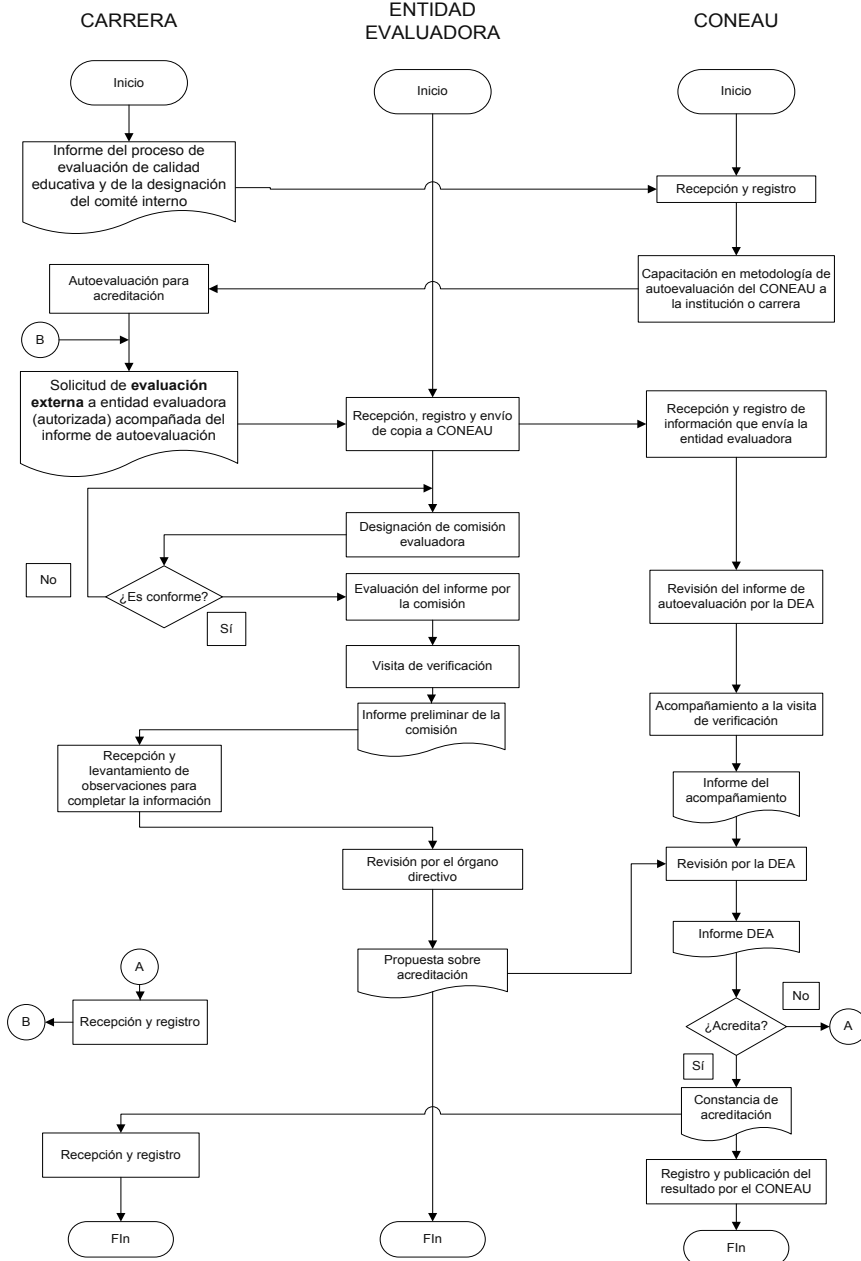 CARRERA
ENTIDAD
EVALUADORA
CONEAU
Inicio
Inicio
Inicio
Informe del proceso de
evaluación de calidad
educativa y de la designación
del comité interno
Recepción y registro
Autoevaluación para
acreditación
Capacitación en metodología de
autoevaluación del CONEAU a
la institución o carrera
B
Solicitud de evaluación
externa a entidad evaluadora
(autorizada) acompañada del
informe de autoevaluación
Recepción, registro y envío
de copia a CONEAU
Recepción y registro de
información que envía la
entidad evaluadora
Designación de comisión
evaluadora
No
¿Es conforme?
Sí
Evaluación del informe por
la comisión
Revisión del informe de
autoevaluación por la DEA
Visita de verificación
Informe preliminar de la
comisión
Acompañamiento a la visita
de verificación
Recepción y
levantamiento de
observaciones para
completar la información
Informe del
acompañamiento
Revisión por el órgano
directivo
Revisión por la DEA
Informe DEA
Propuesta sobre
acreditación
A
B
Recepción y registro
No
¿Acredita?
A
Sí
Constancia de
acreditación
Recepción y registro
Registro y publicación del
resultado por el CONEAU
FIn
FIn
FIn